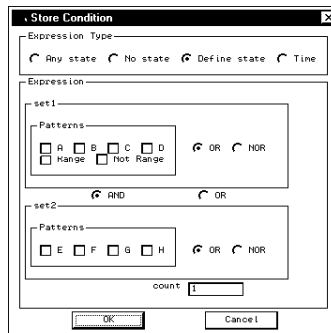 Store Condition
Expression Type
Any state No state Define state Time
Expression
set1
Patterns
A B C D OR NOR
Range Not Range
AND OR
set2
Patterns
E F G H OR NOR
count 1
OK Cancel